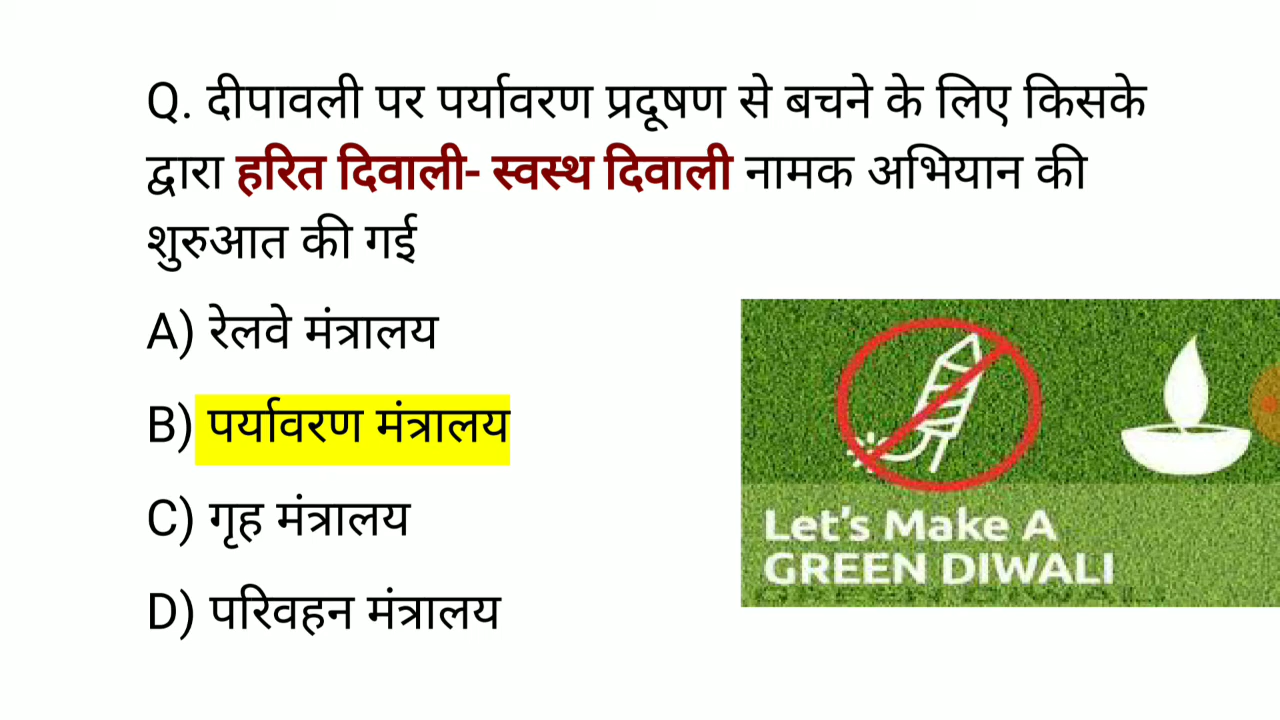 Q. दीपावली पर पर्यावरण प्रदूषण से बचने के लिए किसके
द्वारा हरित दिवाली- स्वस्थ दिवाली नामक अभियान की
शुरुआत की गई
A) रेलवे मंत्रालय
B) पर्यावरण मंत्रालय
C) गृह मंत्रालय
D) परिवहन मंत्रालय
Let's Make A
GREEN DIWALI